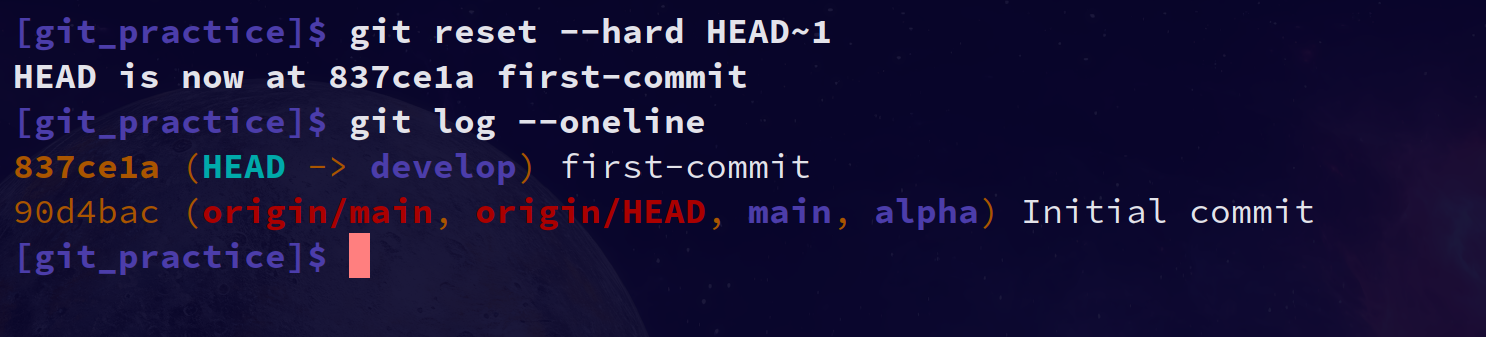 [git_practice]$ git reset --hard HEAD~1
HEAD is now at 837ce1a first-commit
[git_practice]$ git log --oneline
837ce1a (HEAD -> develop) first-commit
90d4bac (origin/main, origin/HEAD, main, alpha) Initial commit
[git_practice]$